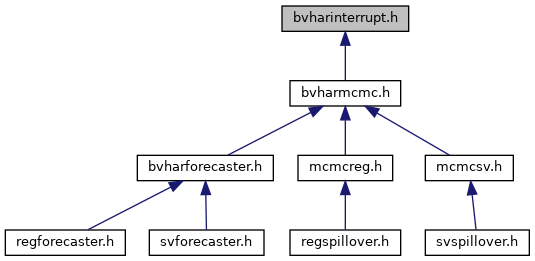 bvharinterrupt.h
bvharmcmc.h
bvharforecaster.h
mcmcreg.h
mcmcsv.h
regforecaster.h
svforecaster.h
regspillover.h
svspillover.h